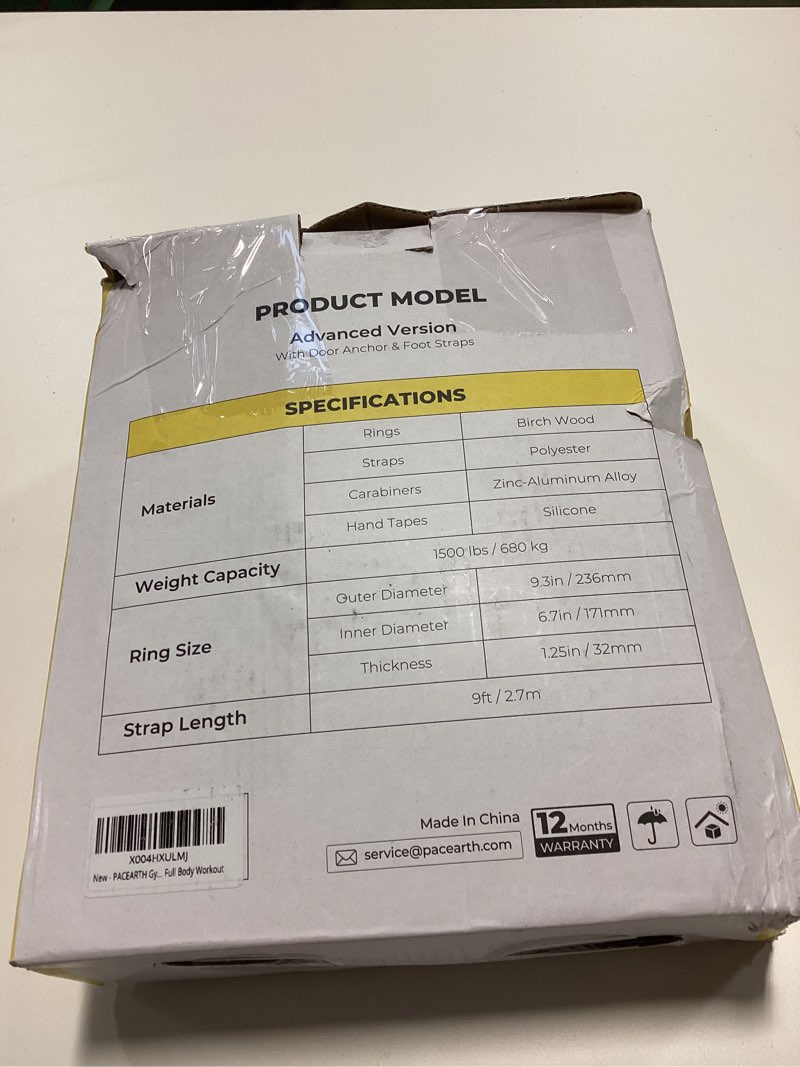 PRODUCT MODEL
Advanced Version
With Door Anchor & Foot Straps
SPECIFICATIONS
Materials
Rings Birch Wood
Straps Polyester
Carabiners Zinc-Aluminum Alloy
Hand Tapes Silicone
Weight Capacity 1500 lbs / 680 kg
Ring Size
Outer Diameter 9.3in / 236mm
Inner Diameter 6.7in / 171mm
Thickness 1.25in / 32mm
Strap Length 9ft / 2.7m
X004HXULMJ
New - PACEARTH Gy... Full Body Workout
Made In China
service@pacearth.com
12 Months
WARRANTY